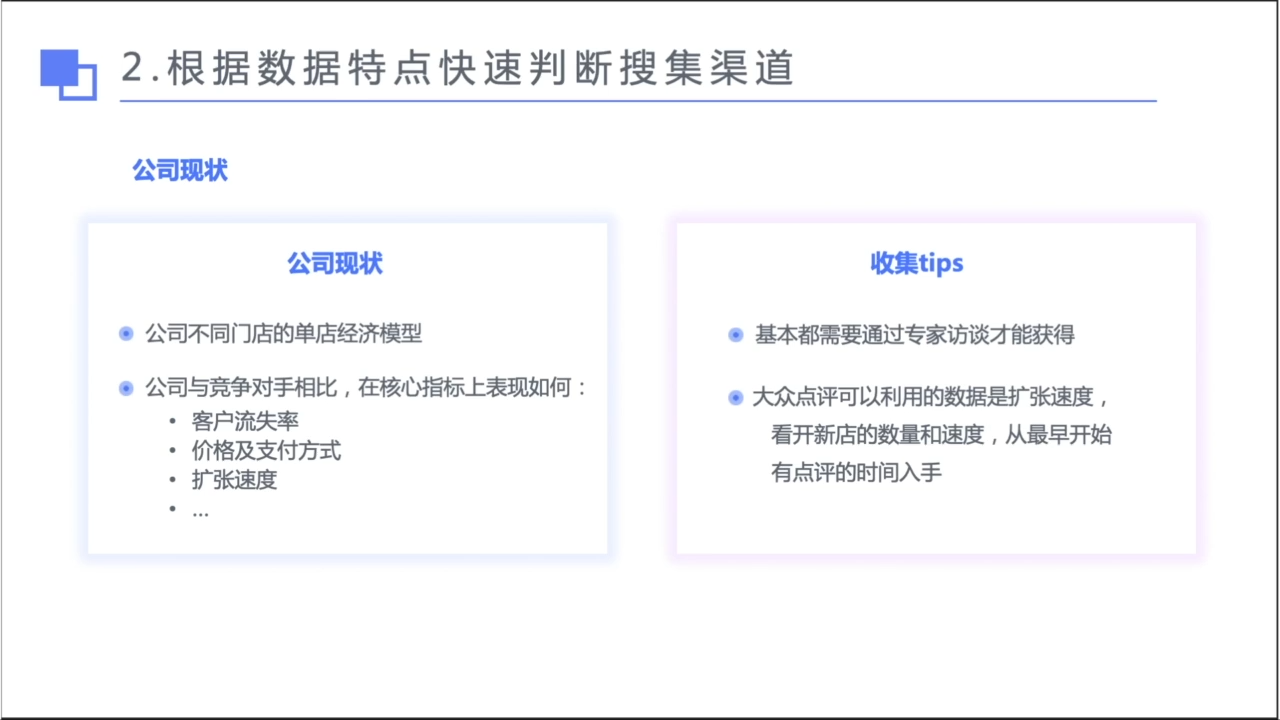 2.根据数据特点快速判断搜集渠道
公司现状
公司现状
公司不同门店的单店经济模型
公司与竞争对手相比，在核心指标上表现如何：
• 客户流失率
• 价格及支付方式
• 扩张速度
• ...
收集tips
基本都需要通过专家访谈才能获得
大众点评可以利用的数据是扩张速度，
看开新店的数量和速度，从最早开始
有点评的时间入手